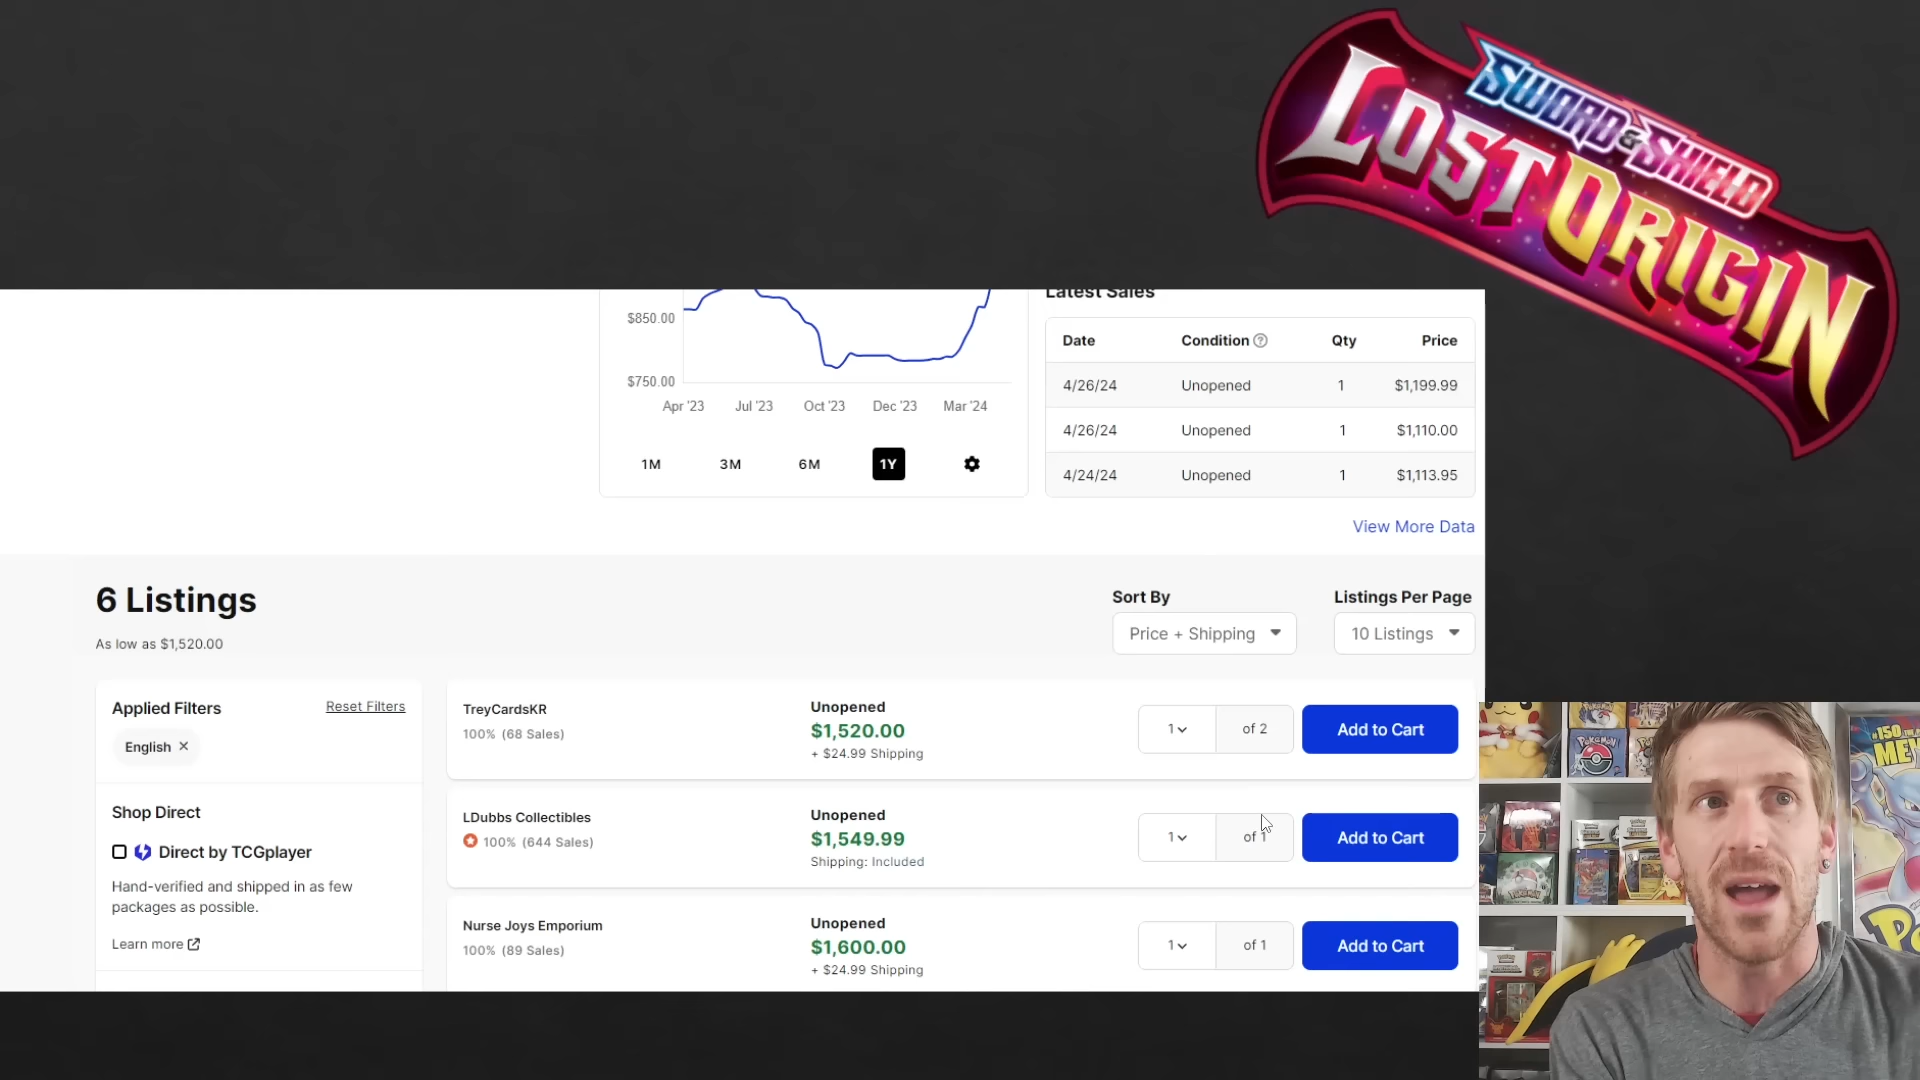 SWORD & SHIELD
LOST ORIGIN
Latest Sales
$850.00
$750.00
Apr '23
Jul '23
Oct '23
Dec '23
Mar '24
1M
3M
6M
1Y
Date
Condition
Qty
Price
4/26/24
Unopened
1
$1,199.99
4/26/24
Unopened
1
$1,110.00
4/24/24
Unopened
1
$1,113.95
View More Data
6 Listings
As low as $1,520.00
Sort By
Price + Shipping
Listings Per Page
10 Listings
Applied Filters
Reset Filters
English
Shop Direct
Direct by TCGplayer
Hand-verified and shipped in as few
packages as possible.
Learn more
TreyCardsKR
100% (68 Sales)
Unopened
$1,520.00
+ $24.99 Shipping
1
of 2
Add to Cart
LDubbs Collectibles
100% (644 Sales)
Unopened
$1,549.99
Shipping: Included
1
of 1
Add to Cart
Nurse Joys Emporium
100% (89 Sales)
Unopened
$1,600.00
+ $24.99 Shipping
1
of 1
Add to Cart
#150